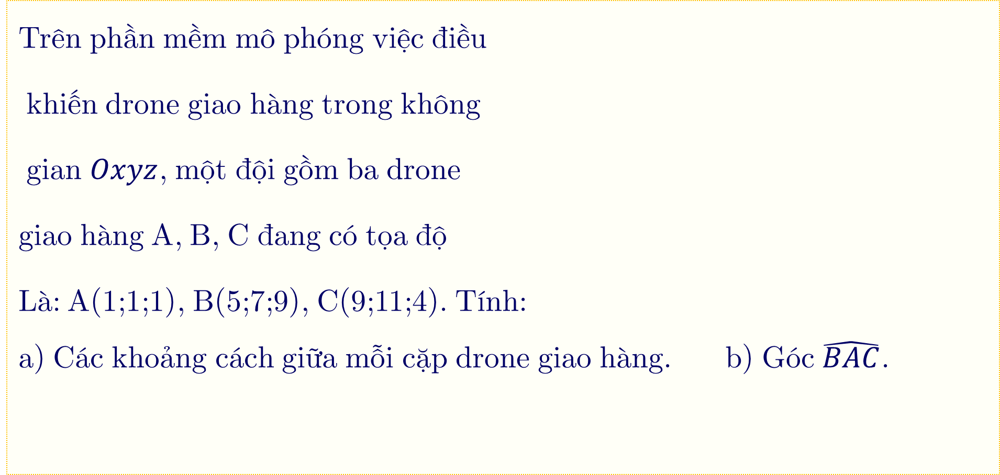 Trên phần mềm mô phóng việc điều
khiến drone giao hàng trong không
gian Oxyz, một đội gồm ba drone
giao hàng A, B, C đang có tọa độ
Là: A(1;1;1), B(5;7;9), C(9;11;4). Tính:
a) Các khoảng cách giữa mỗi cặp drone giao hàng. b) Góc \widehat{BAC}.